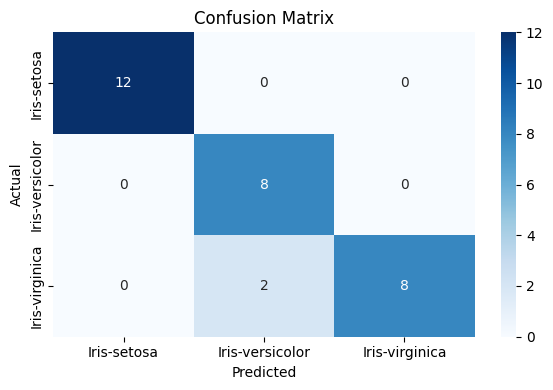 Confusion Matrix
Actual
Iris-setosa
12 0 0
Iris-versicolor
0 8 0
Iris-virginica
0 2 8
Iris-setosa Iris-versicolor Iris-virginica
Predicted
12
10
8
6
4
2
0